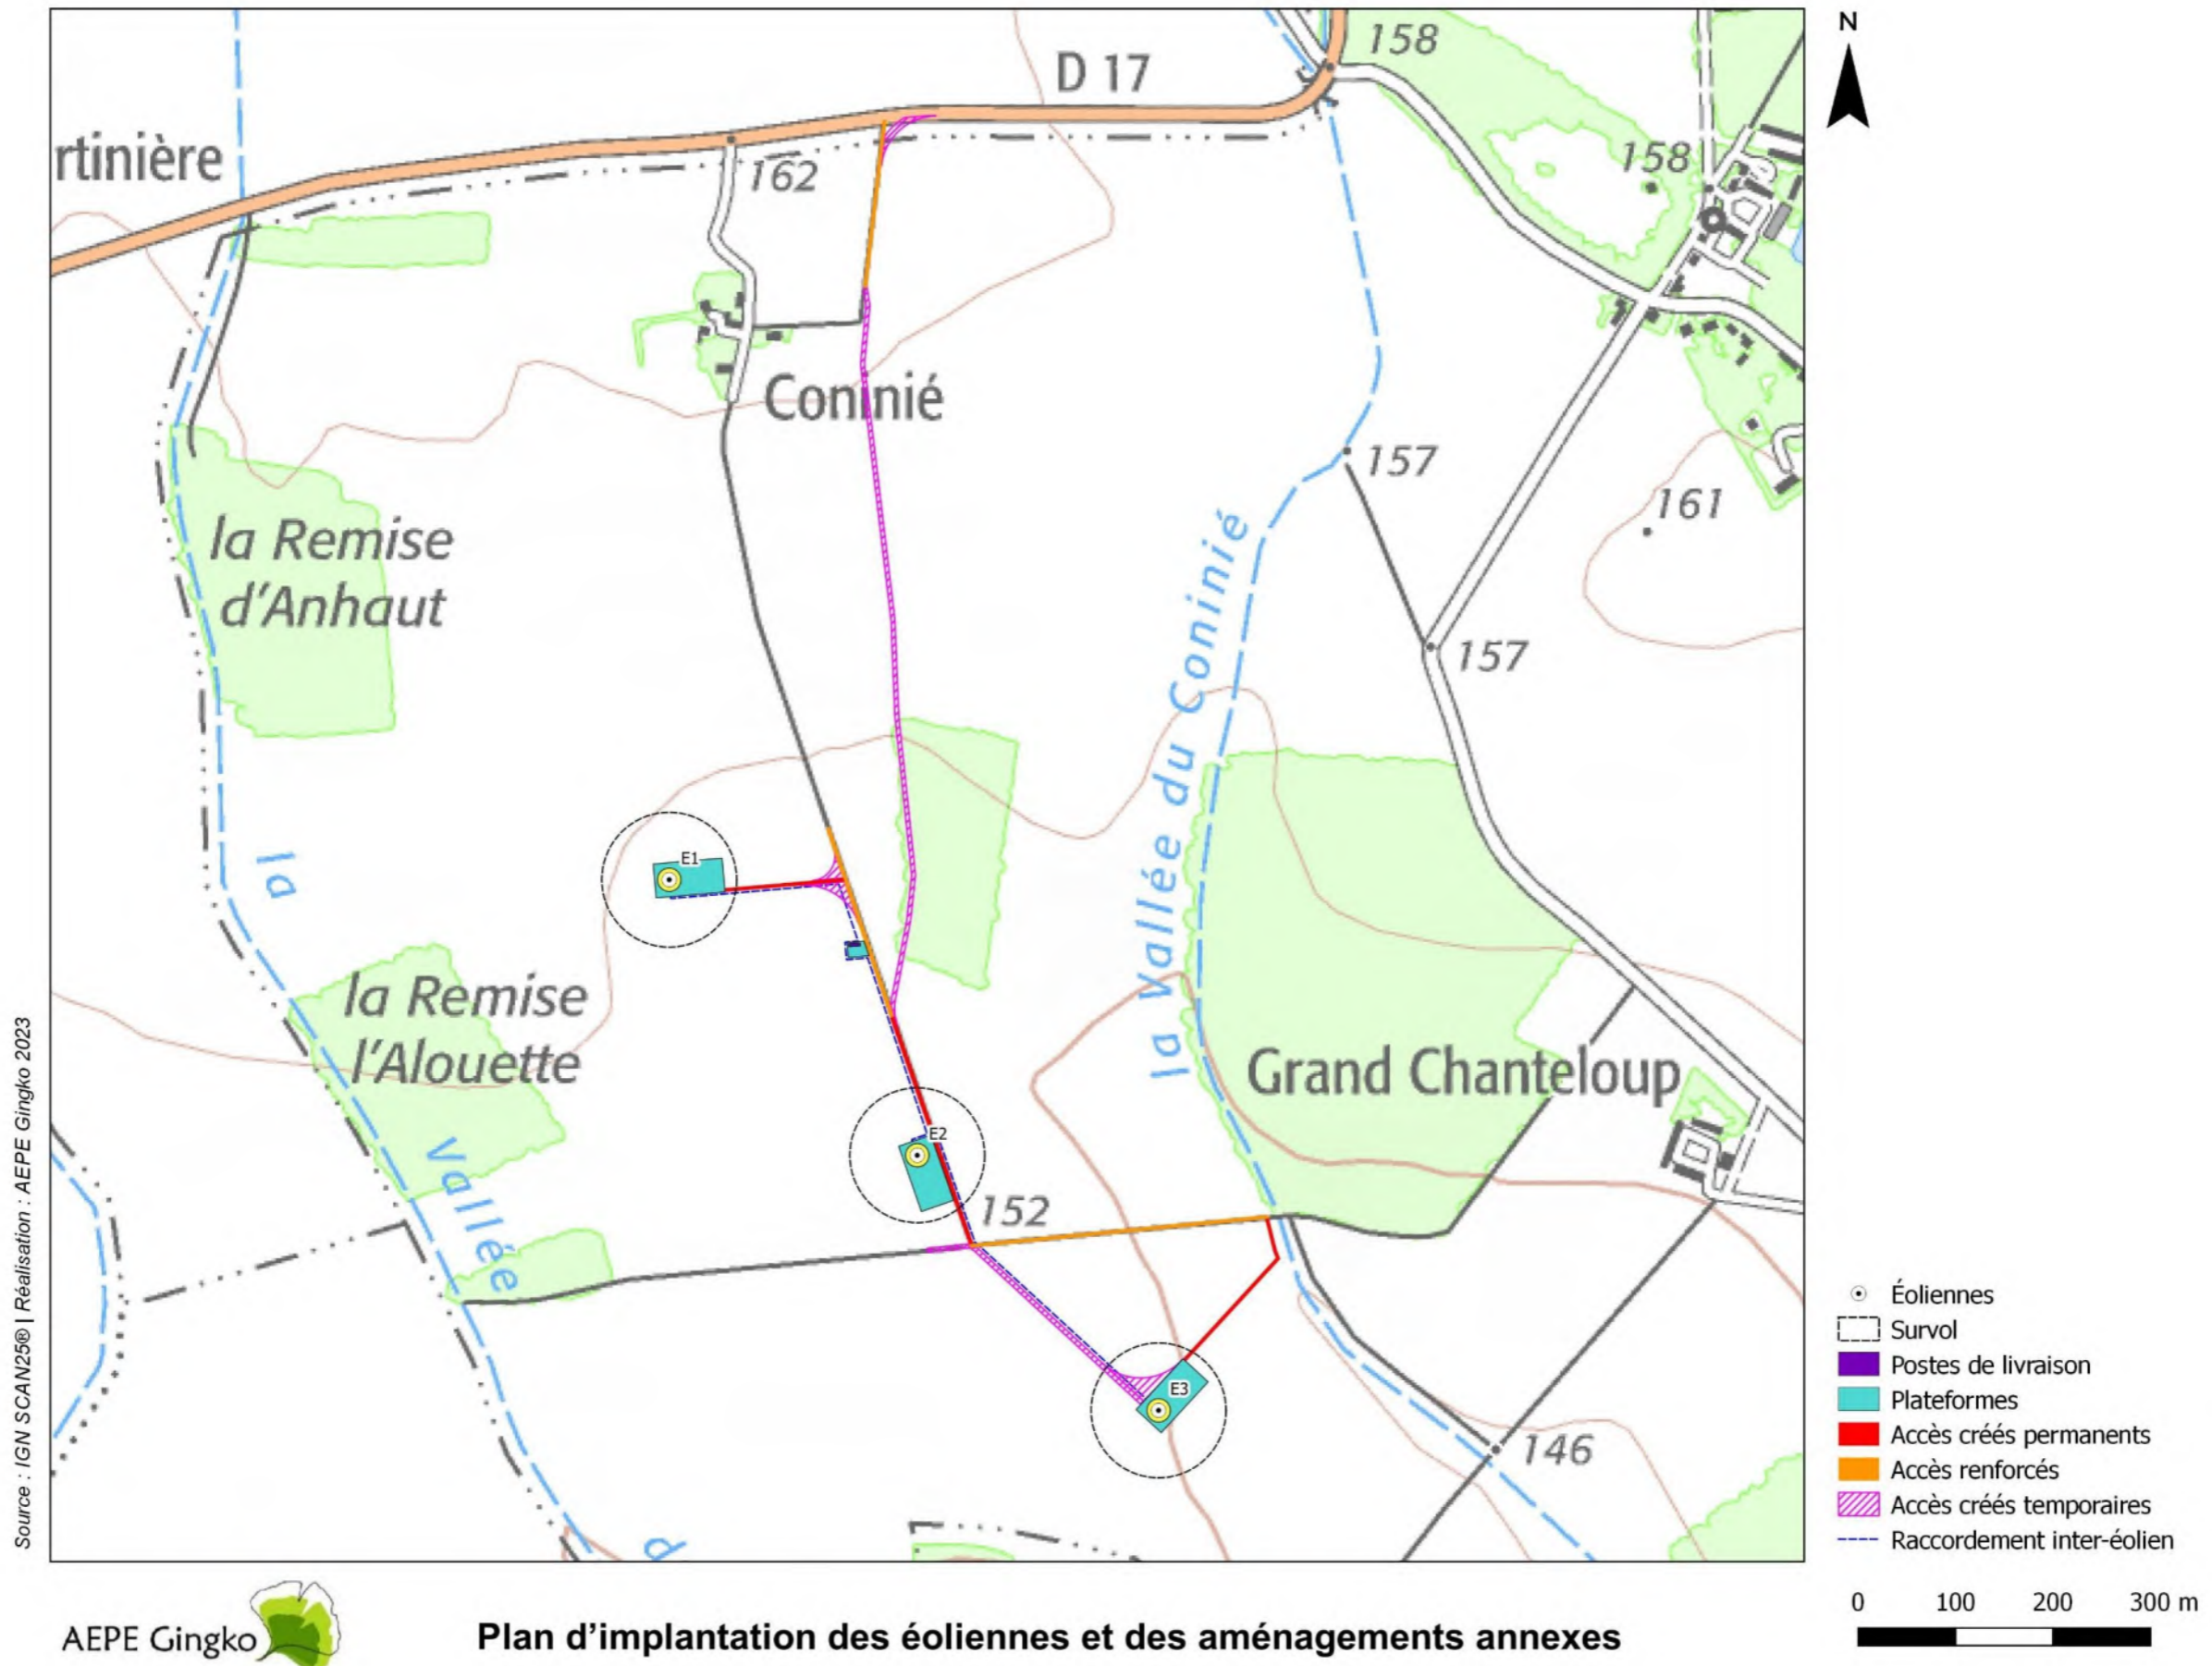 N
158
D 17
rtinière
162
158
Coninié
157
161
la Remise
d'Anhaut
157
la Vallée du Coninié
E1
la
Vallée
d
la Remise
l'Alouette
Grand Chanteloup
E2
152
E3
146
Éoliennes
Survol
Postes de livraison
Plateformes
Accès créés permanents
Accès renforcés
Accès créés temporaires
Raccordement inter-éolien
0 100 200 300 m
Source : IGN SCAN25® | Réalisation : AEPE Gingko 2023
AEPE Gingko
Plan d'implantation des éoliennes et des aménagements annexes